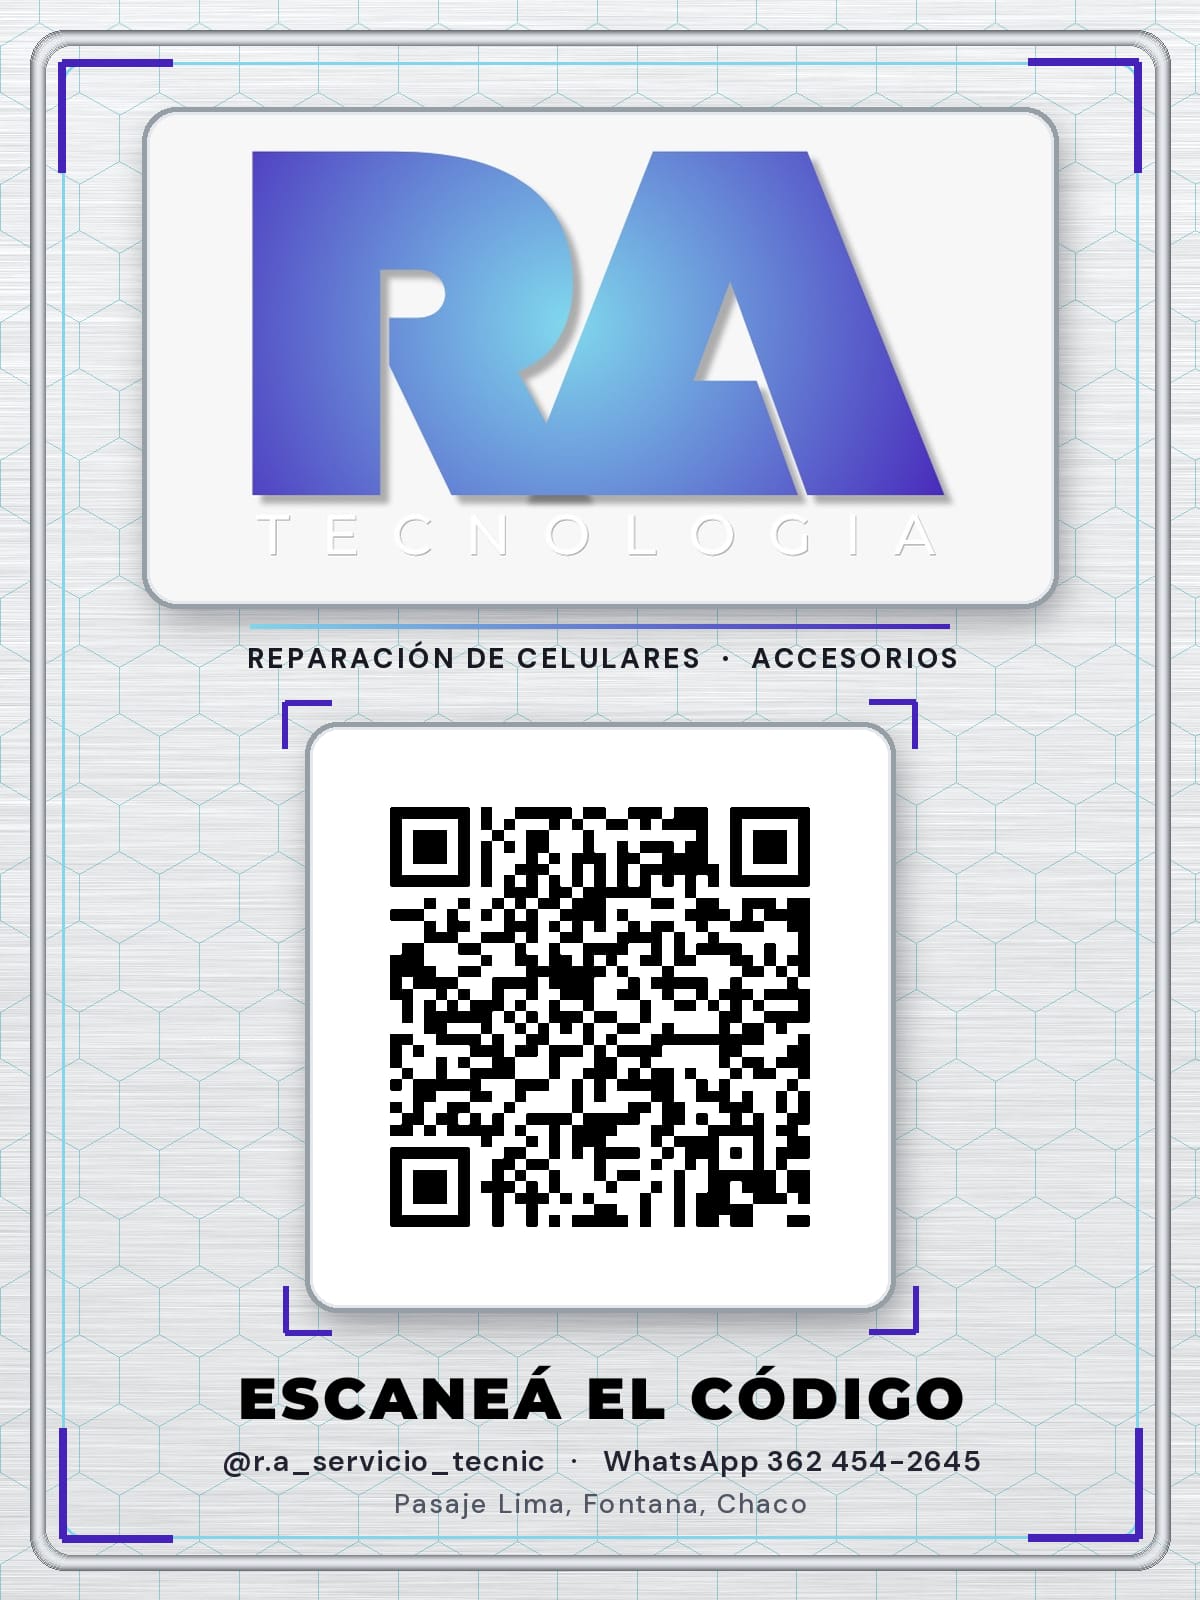 RA
TECNOLOGIA
REPARACIÓN DE CELULARES · ACCESORIOS
ESCANEÁ EL CÓDIGO
@r.a_servicio_tecnic · WhatsApp 362 454-2645
Pasaje Lima, Fontana, Chaco